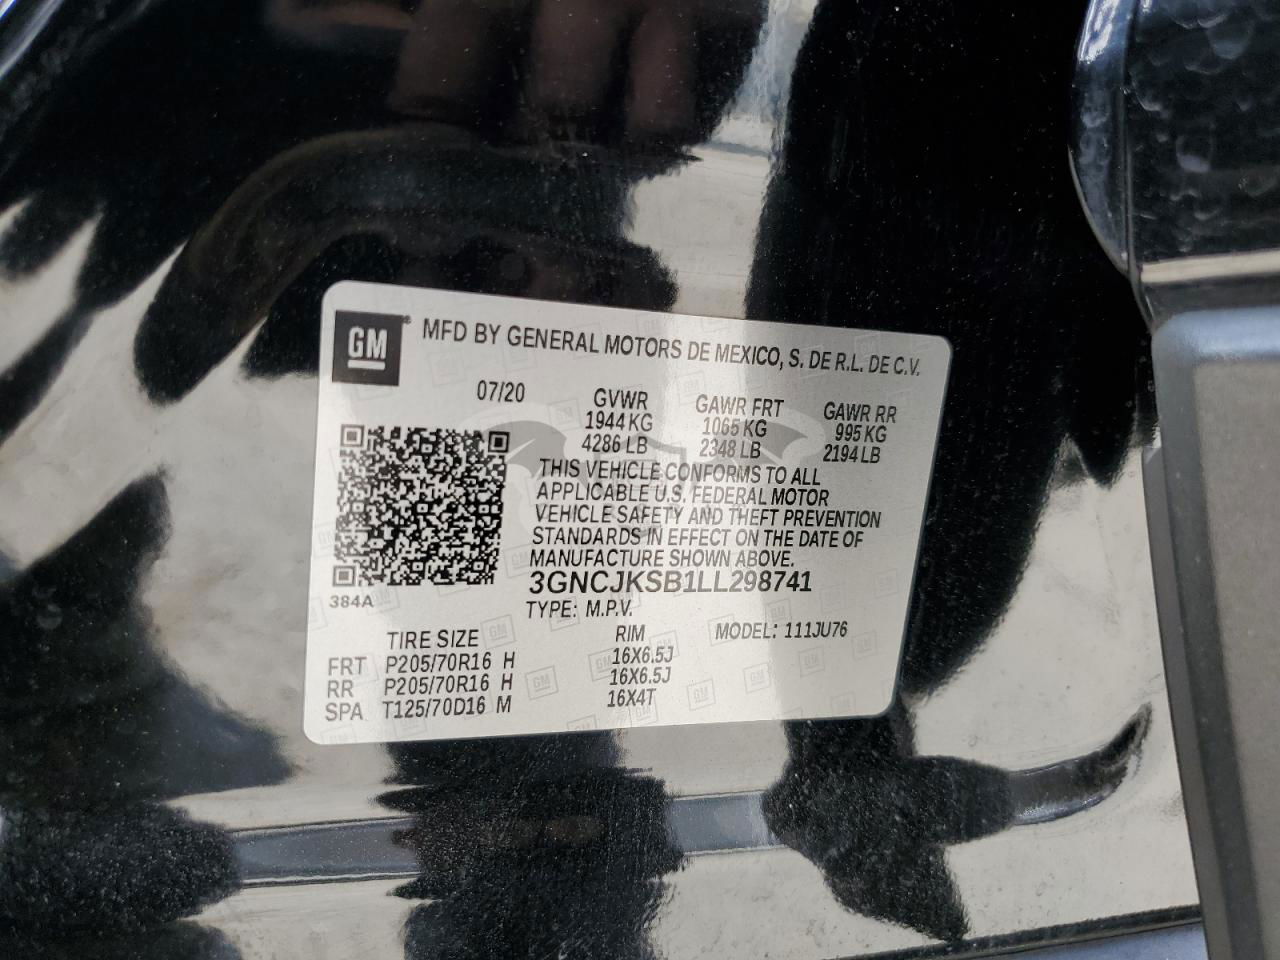 GM
MFD BY GENERAL MOTORS DE MEXICO, S. DE R.L. DE C.V.
07/20 GVWR GAWR FRT GAWR RR
1944 KG 1065 KG 995 KG
4286 LB 2348 LB 2194 LB
THIS VEHICLE CONFORMS TO ALL
APPLICABLE U.S. FEDERAL MOTOR
VEHICLE SAFETY AND THEFT PREVENTION
STANDARDS IN EFFECT ON THE DATE OF
MANUFACTURE SHOWN ABOVE.
3GNCJKSB1LL298741
384A
TYPE: M.P.V.
TIRE SIZE RIM MODEL: 111JU76
FRT P205/70R16 H 16X6.5J
RR P205/70R16 H 16X6.5J
SPA T125/70D16 M 16X4T